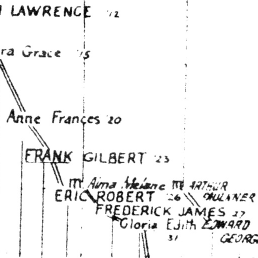 LAWRENCE '12
ra Grace '15
Anne Frances '20
FRANK GILBERT '23
m Alma Melane m ARTHUR
ERIC ROBERT '26 FAULKNER
FREDERICK JAMES 27
Gloria Edith EDWARD
31 GEORG